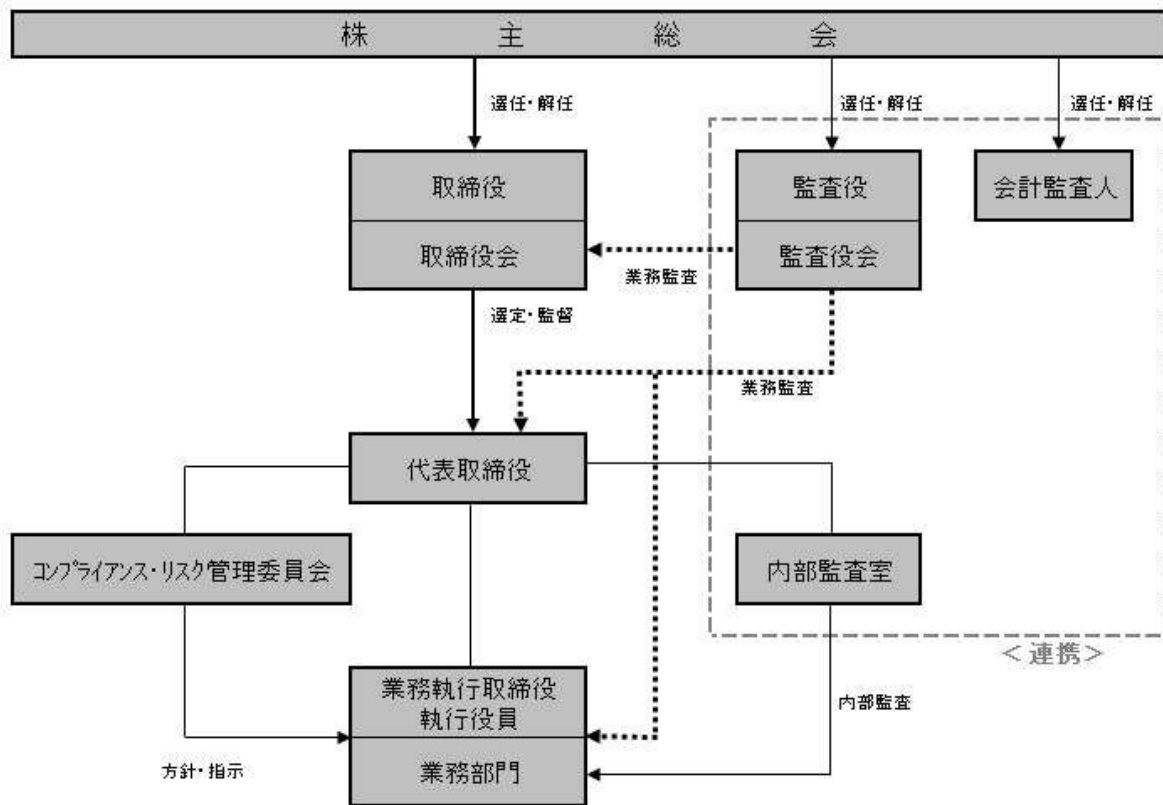 株主総会
選任・解任
選任・解任
選任・解任
取締役
監査役
会計監査人
取締役会
監査役会
業務監査
選定・監督
業務監査
代表取締役
コンプライアンス・リスク管理委員会
内部監査室
＜連携＞
業務執行取締役
執行役員
内部監査
業務部門
方針・指示